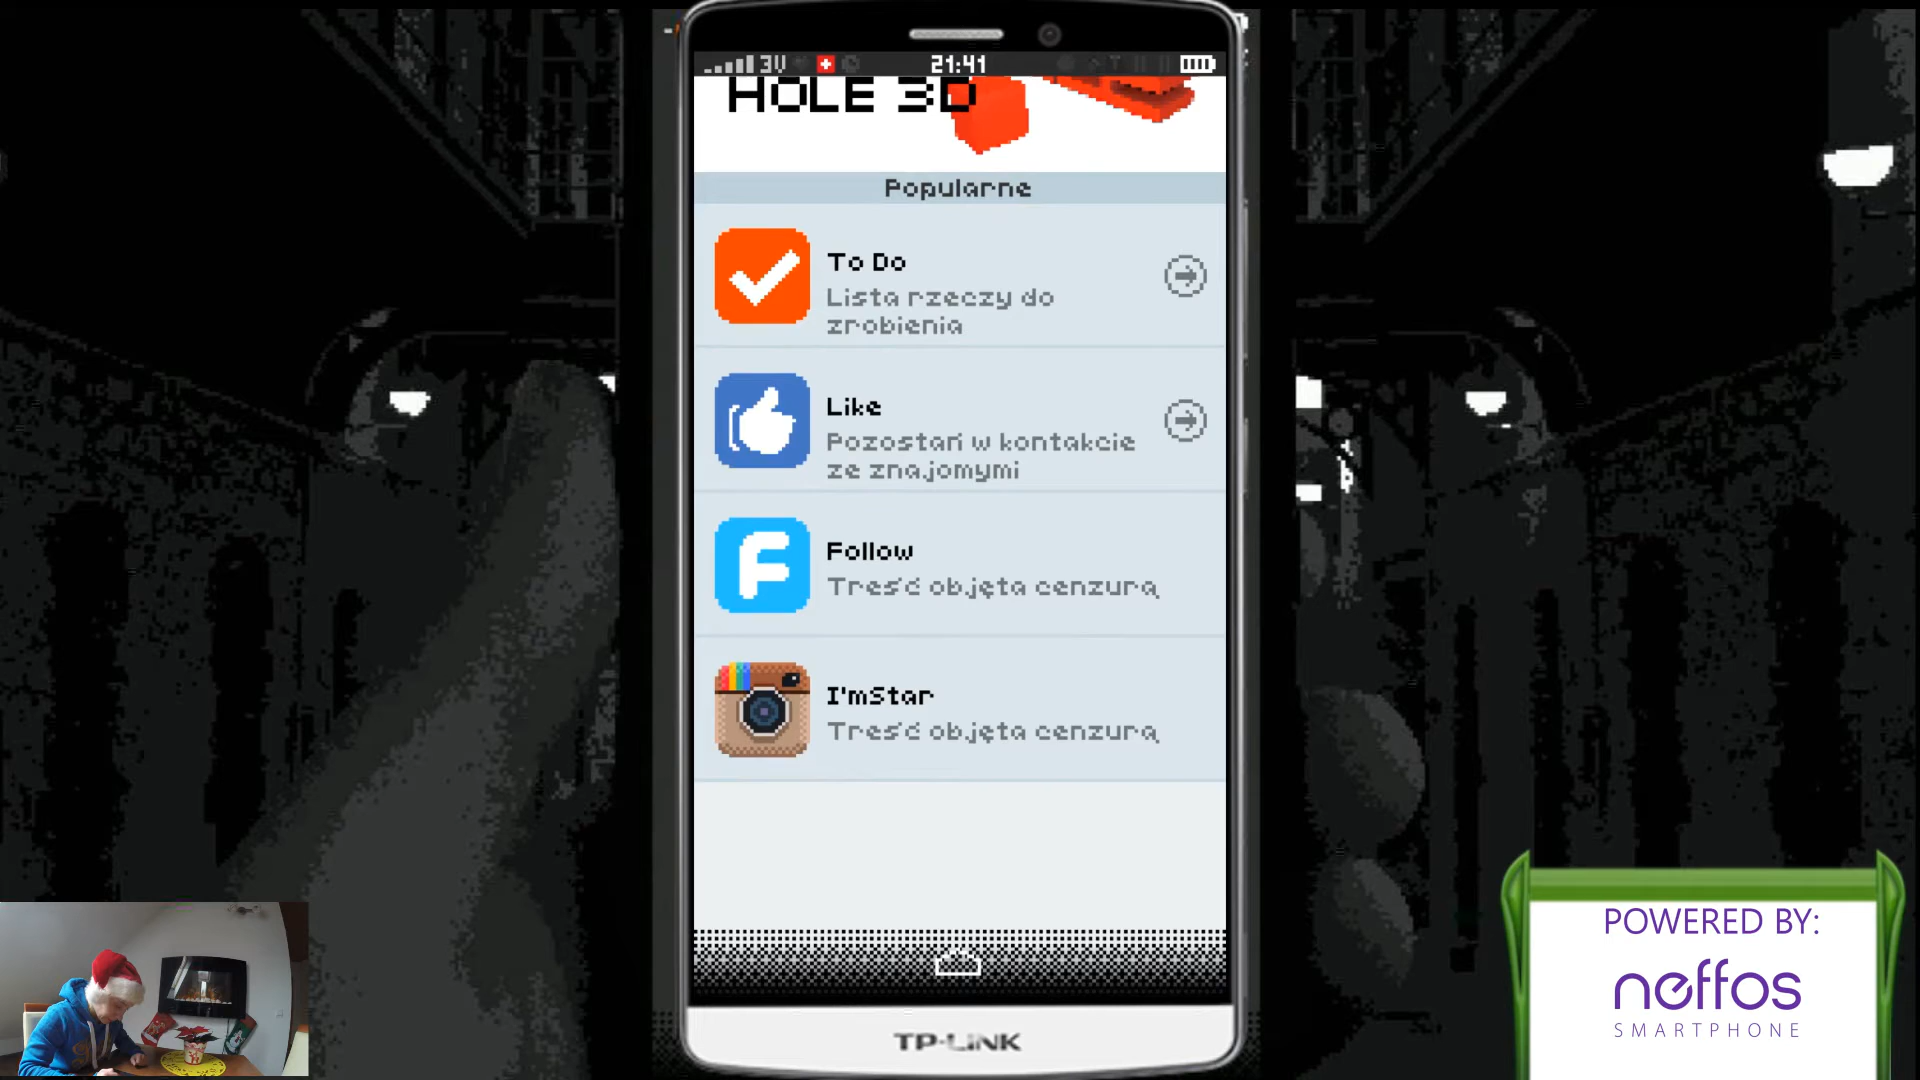 3V
21:41
HOLE 3D
Popularne
To Do
Lista rzeczy do
zrobienia
Like
Pozostań w kontakcie
ze znajomymi
Follow
Treść objęta cenzurą
I'mStar
Treść objęta cenzurą
TP-LINK
POWERED BY:
neffos
SMARTPHONE